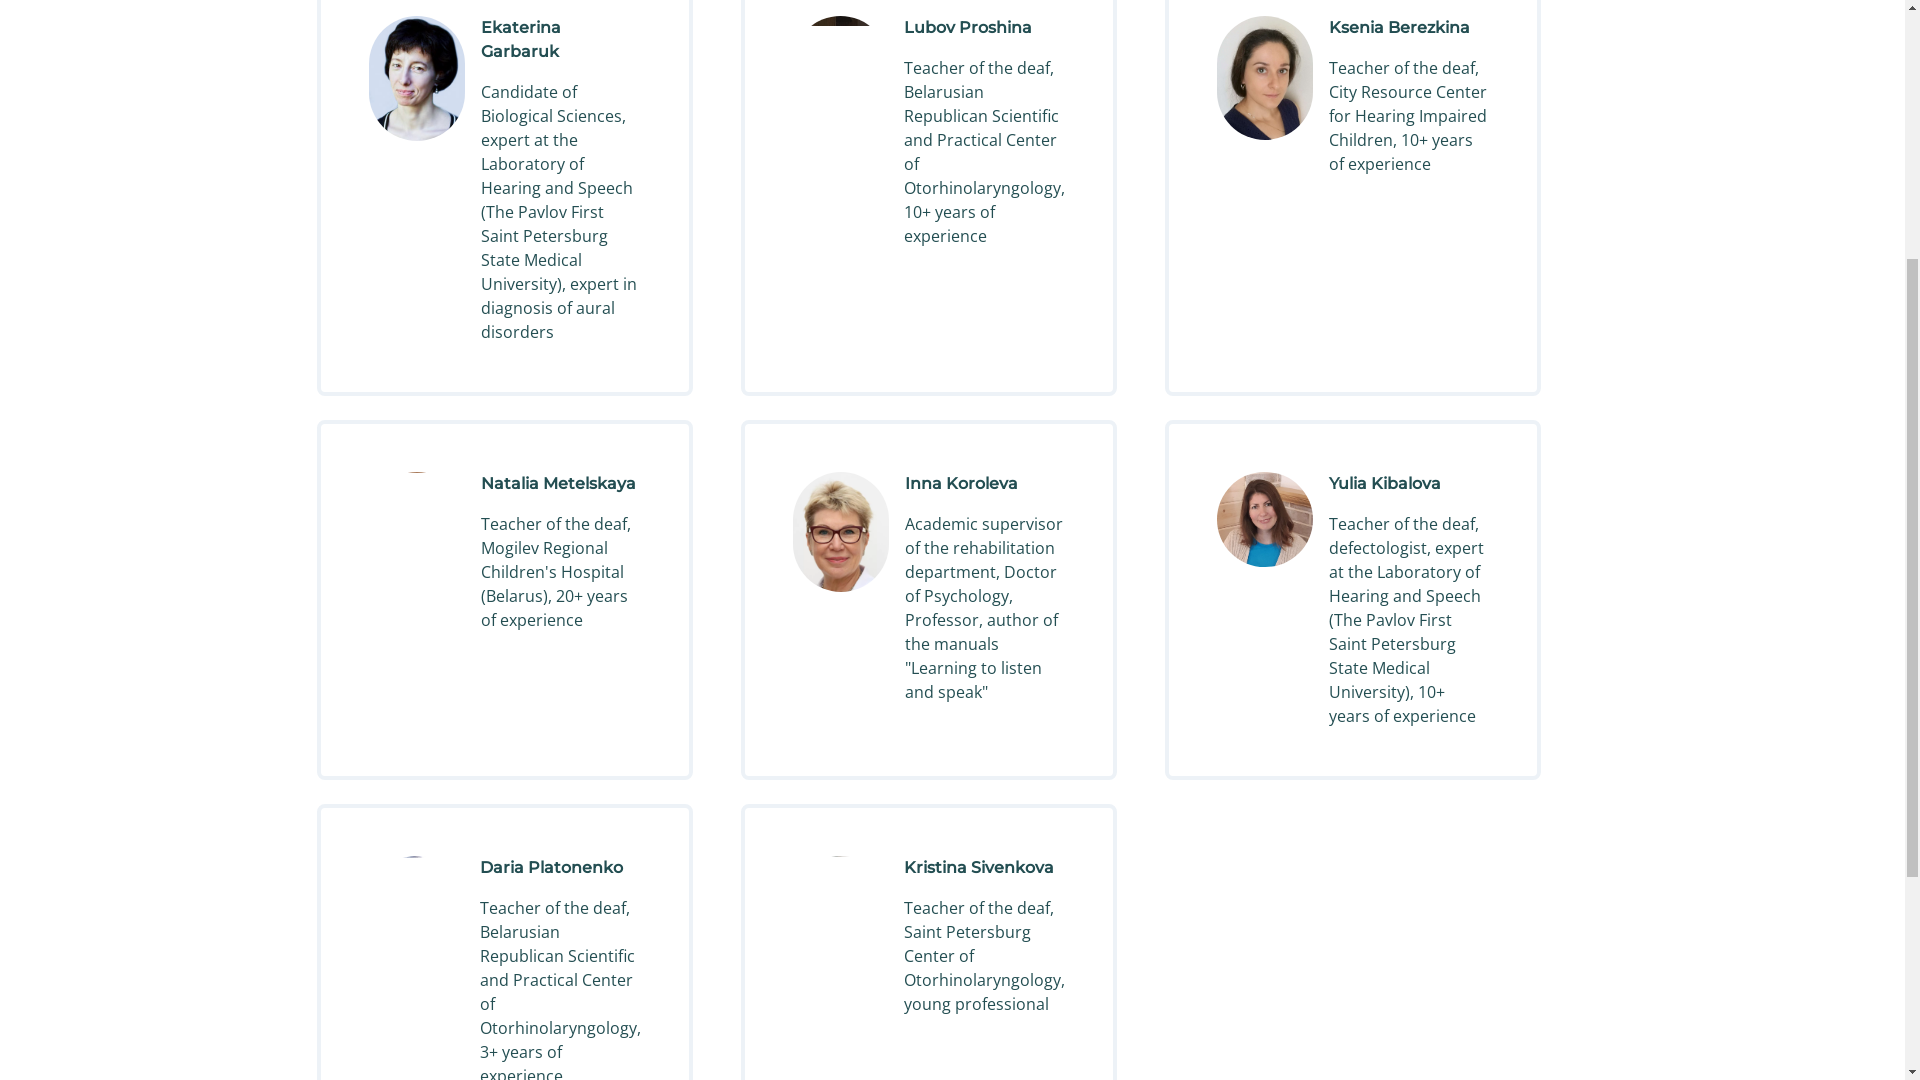 Ekaterina
Garbaruk
Candidate of
Biological Sciences,
expert at the
Laboratory of
Hearing and Speech
(The Pavlov First
Saint Petersburg
State Medical
University), expert in
diagnosis of aural
disorders
Lubov Proshina
Teacher of the deaf,
Belarusian
Republican Scientific
and Practical Center
of
Otorhinolaryngology,
10+ years of
experience
Ksenia Berezkina
Teacher of the deaf,
City Resource Center
for Hearing Impaired
Children, 10+ years
of experience
Natalia Metelskaya
Teacher of the deaf,
Mogilev Regional
Children's Hospital
(Belarus), 20+ years
of experience
Inna Koroleva
Academic supervisor
of the rehabilitation
department, Doctor
of Psychology,
Professor, author of
the manuals
"Learning to listen
and speak"
Yulia Kibalova
Teacher of the deaf,
defectologist, expert
at the Laboratory of
Hearing and Speech
(The Pavlov First
Saint Petersburg
State Medical
University), 10+
years of experience
Daria Platonenko
Teacher of the deaf,
Belarusian
Republican Scientific
and Practical Center
of
Otorhinolaryngology,
3+ years of
experience
Kristina Sivenkova
Teacher of the deaf,
Saint Petersburg
Center of
Otorhinolaryngology,
young professional